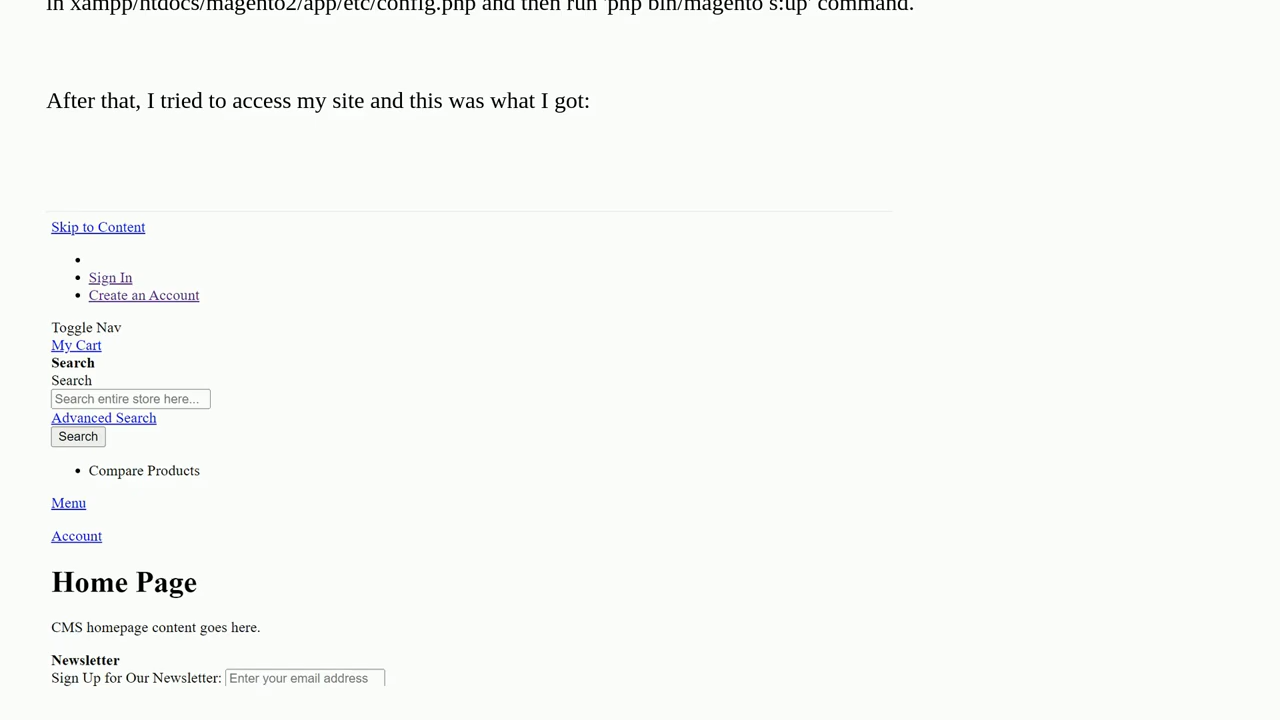 in xampp/htdocs/magento2/app/etc/config.php and then run 'php bin/magento s:up' command.
After that, I tried to access my site and this was what I got:
Skip to Content
Sign In
Create an Account
Toggle Nav
My Cart
Search
Search
Search entire store here...
Advanced Search
Search
Compare Products
Menu
Account
Home Page
CMS homepage content goes here.
Newsletter
Sign Up for Our Newsletter: Enter your email address